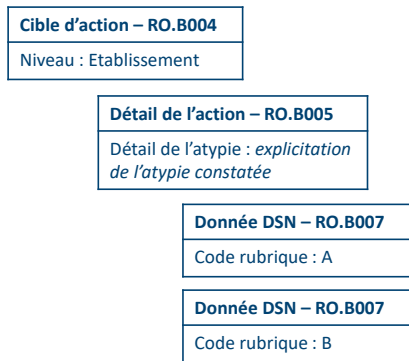 Cible d'action – RO.B004
Niveau : Etablissement
Détail de l'action – RO.B005
Détail de l'atypie : explicitation
de l'atypie constatée
Donnée DSN – RO.B007
Code rubrique : A
Donnée DSN – RO.B007
Code rubrique : B